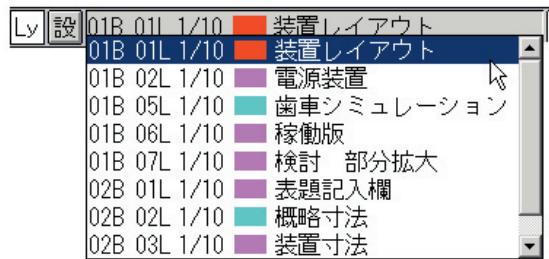 Ly 設 01B 01L 1/10 装置レイアウト
01B 01L 1/10 装置レイアウト
01B 02L 1/10 電源装置
01B 05L 1/10 歯車シミュレーション
01B 06L 1/10 稼働版
01B 07L 1/10 検討 部分拡大
02B 01L 1/10 表題記入欄
02B 02L 1/10 概略寸法
02B 03L 1/10 装置寸法